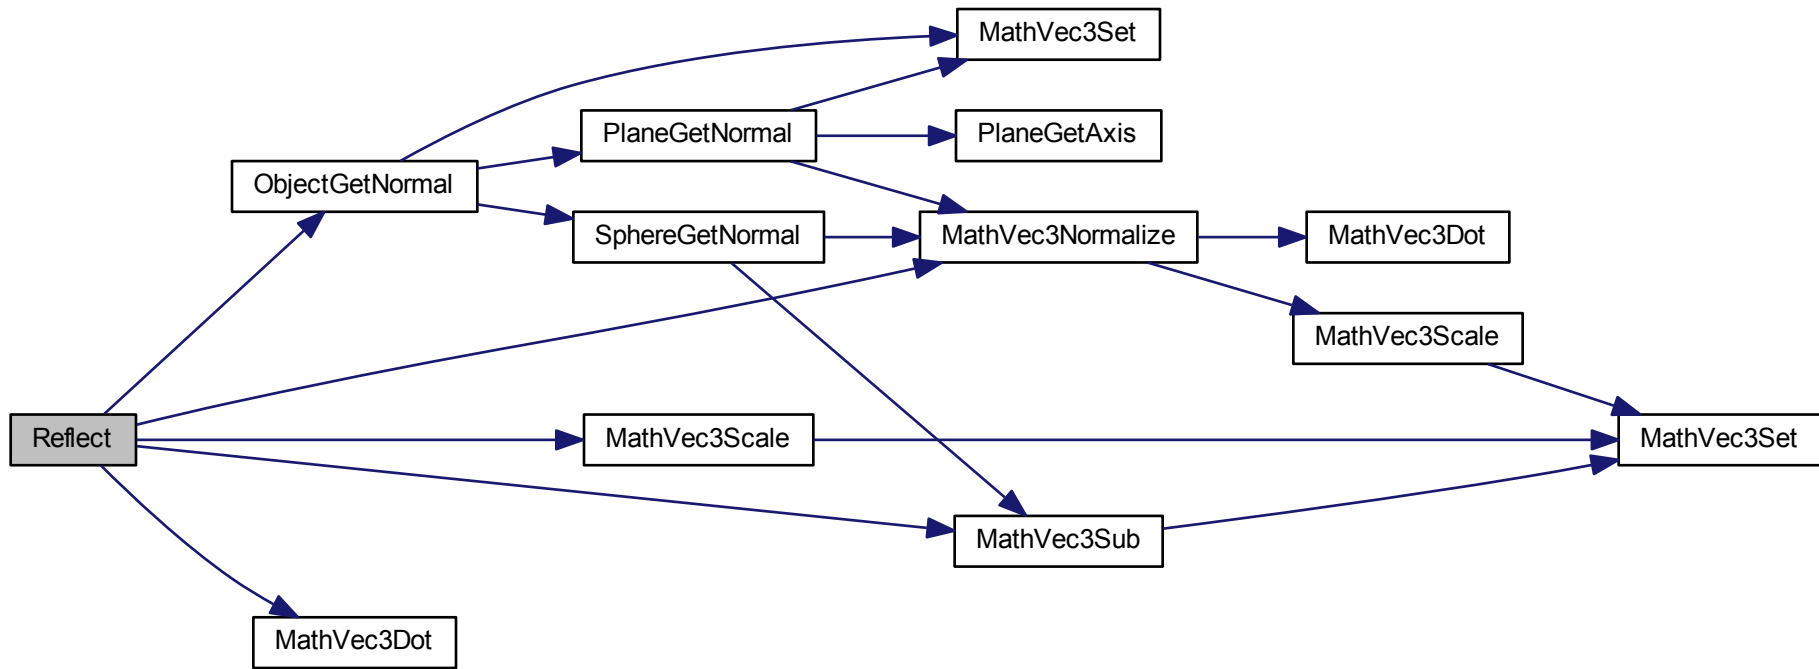 MathVec3Set
PlaneGetNormal
PlaneGetAxis
ObjectGetNormal
SphereGetNormal
MathVec3Normalize
MathVec3Dot
MathVec3Scale
Reflect
MathVec3Scale
MathVec3Set
MathVec3Sub
MathVec3Dot